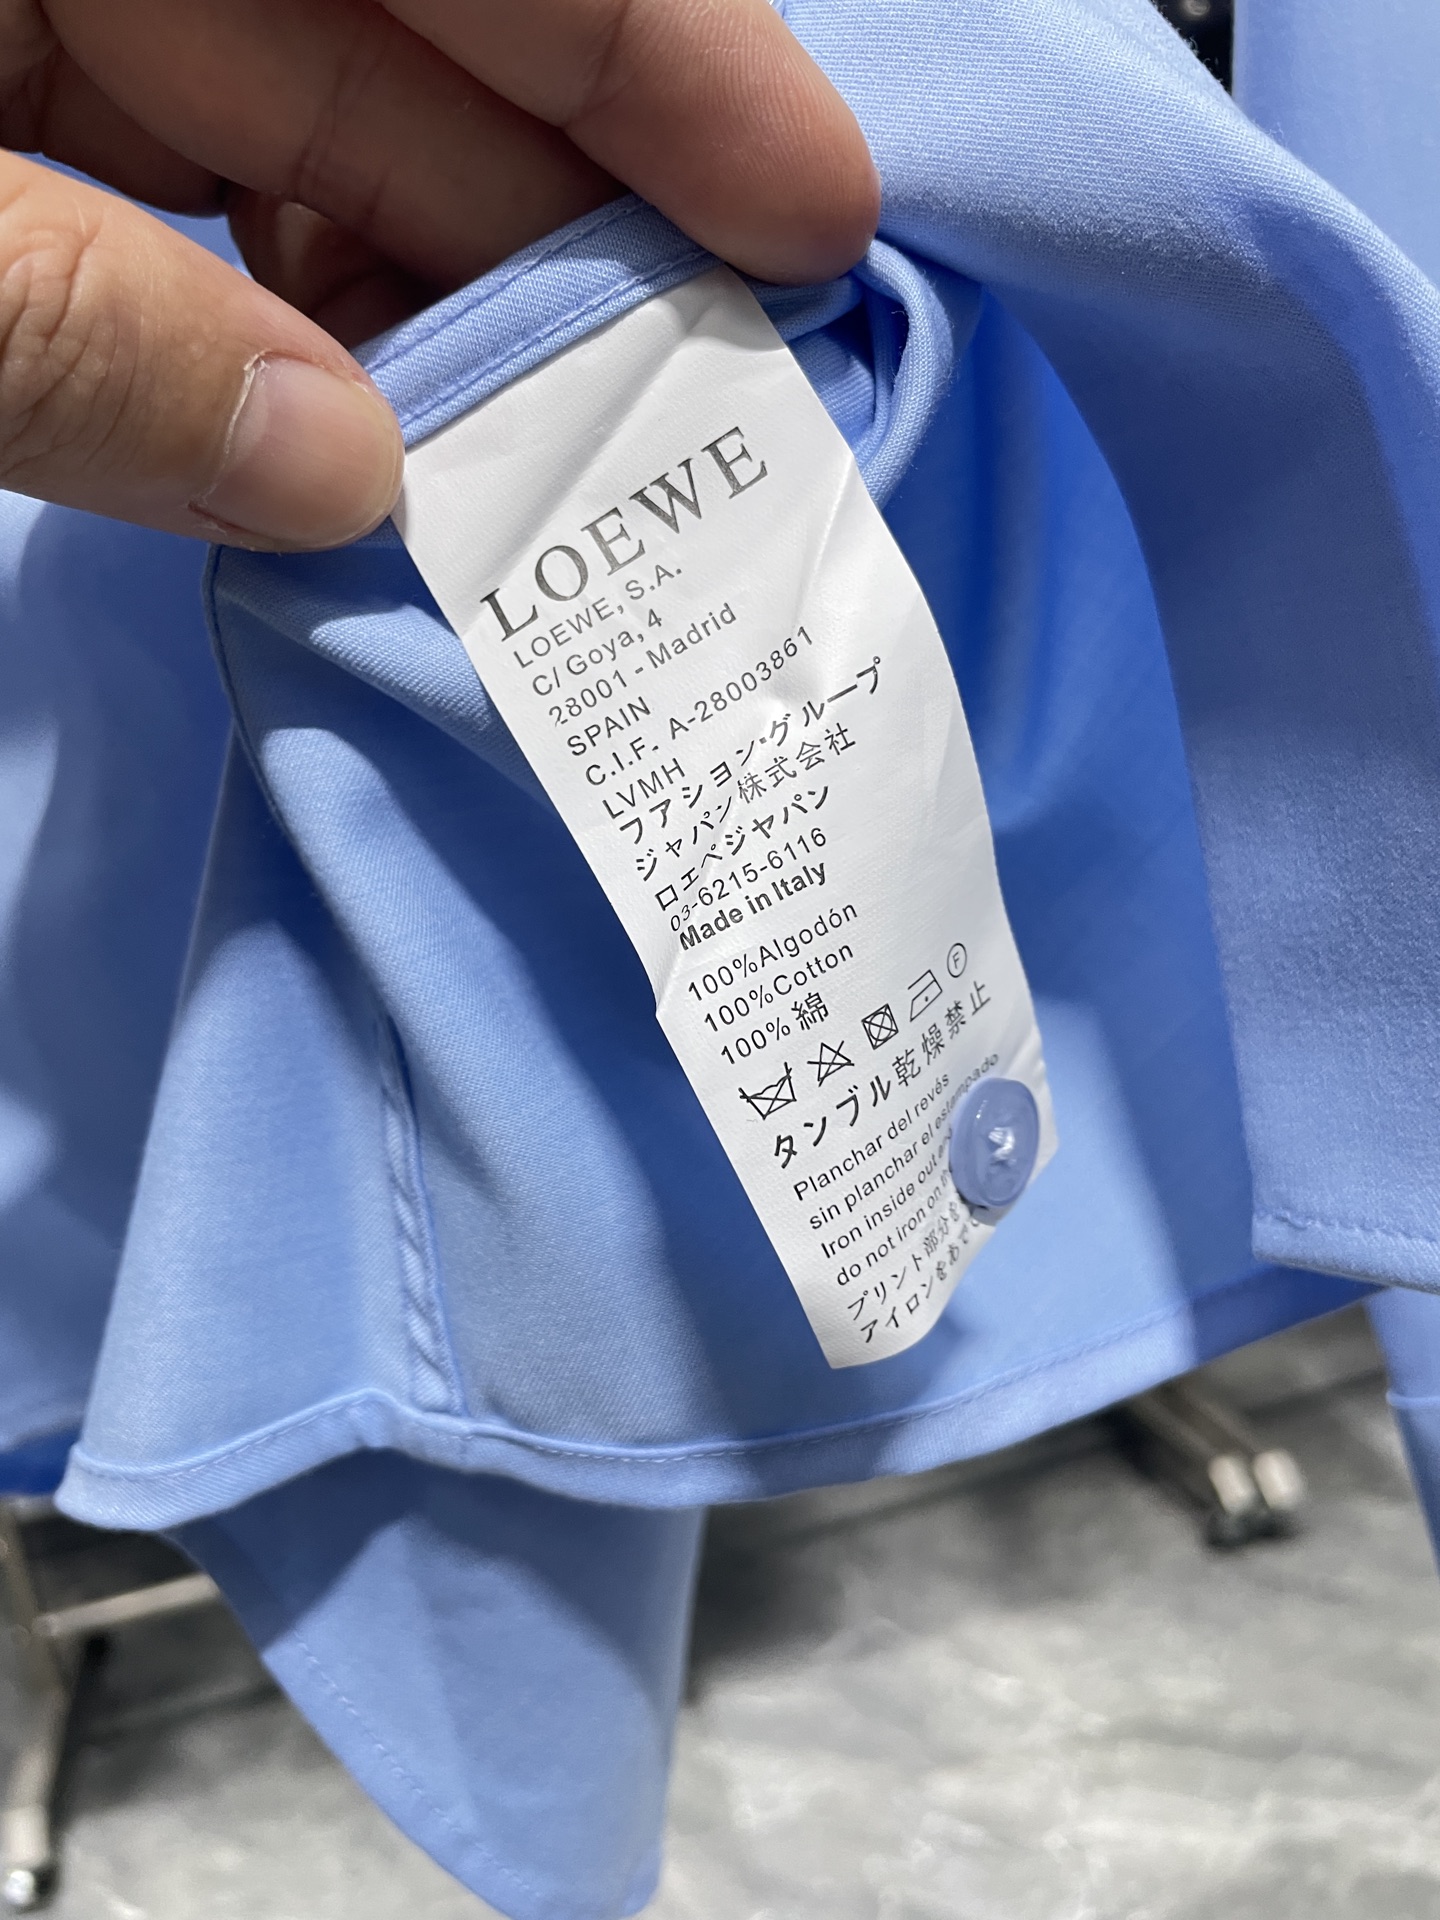 LOEWE
LOEWE, S.A.
C/ Goya, 4
28001 - Madrid
SPAIN
C.I.F. A-28003861
LVMH
フアション·グループ
ジャパン株式会社
ロエベジャパン
03-6215-6116
Made in Italy
100%Algodón
100%Cotton
100% 綿
F
タンブル乾燥禁止
Planchar del revés
sin planchar el estampado
Iron inside out and
do not iron on
プリント部分を
アイロンをあて